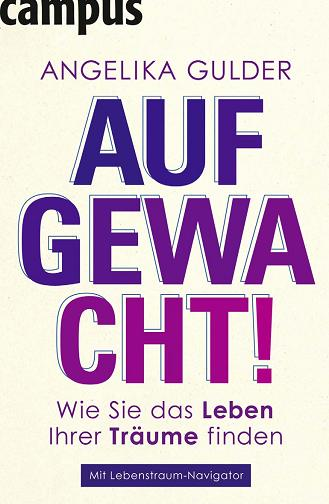 campus
ANGELIKA GULDER
AUF
GEWA
CHT!
Wie Sie das Leben
Ihrer Träume finden
Mit Lebenstraum-Navigator